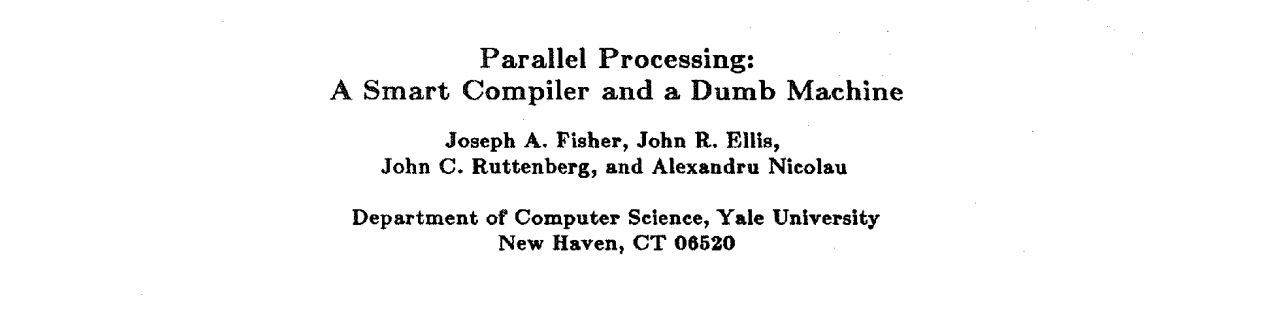 Parallel Processing:
A Smart Compiler and a Dumb Machine
Joseph A. Fisher, John R. Ellis,
John C. Ruttenberg, and Alexandru Nicolau
Department of Computer Science, Yale University
New Haven, CT 06520